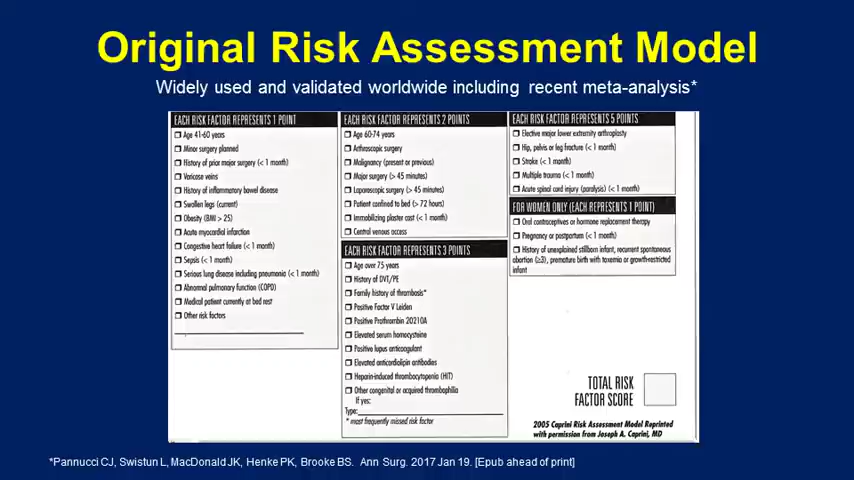 Original Risk Assessment Model
Widely used and validated worldwide including recent meta-analysis*
EACH RISK FACTOR REPRESENTS 1 POINT
Age 41-60 years
Minor surgery planned
History of prior major surgery (< 1 month)
Varicose veins
History of inflammatory bowel disease
Swollen legs (current)
Obesity (BMI > 25)
Acute myocardial infarction
Congestive heart failure (< 1 month)
Sepsis (< 1 month)
Serious lung disease including pneumonia (< 1 month)
Abnormal pulmonary function (COPD)
Medical patient currently at bed rest
Other risk factors
EACH RISK FACTOR REPRESENTS 2 POINTS
Age 60-74 years
Arthroscopic surgery
Malignancy (present or previous)
Major surgery (> 45 minutes)
Laparoscopic surgery (> 45 minutes)
Patient confined to bed (> 72 hours)
Immobilizing plaster cast (< 1 month)
Central venous access
EACH RISK FACTOR REPRESENTS 3 POINTS
Age over 75 years
History of DVT/PE
Family history of thrombosis*
Positive Factor V Leiden
Positive Prothrombin 20210A
Elevated serum homocysteine
Positive lupus anticoagulant
Elevated anticardiolipin antibodies
Heparin-induced thrombocytopenia (HIT)
Other congenital or acquired thrombophilia
If yes:
Type:
* most frequently missed risk factor
EACH RISK FACTOR REPRESENTS 5 POINTS
Elective major lower extremity arthroplasty
Hip, pelvis or leg fracture (< 1 month)
Stroke (< 1 month)
Multiple trauma (< 1 month)
Acute spinal cord injury (paralysis) (< 1 month)
FOR WOMEN ONLY (EACH REPRESENTS 1 POINT)
Oral contraceptives or hormone replacement therapy
Pregnancy or postpartum (< 1 month)
History of unexplained stillborn infant, recurrent spontaneous
abortion (≥3), premature birth with toxemia or growth-restricted
infant
TOTAL RISK
FACTOR SCORE
2005 Caprini Risk Assessment Model Reprinted
with permission from Joseph A. Caprini, MD
*Pannucci CJ, Swistun L, MacDonald JK, Henke PK, Brooke BS. Ann Surg. 2017 Jan 19. [Epub ahead of print]